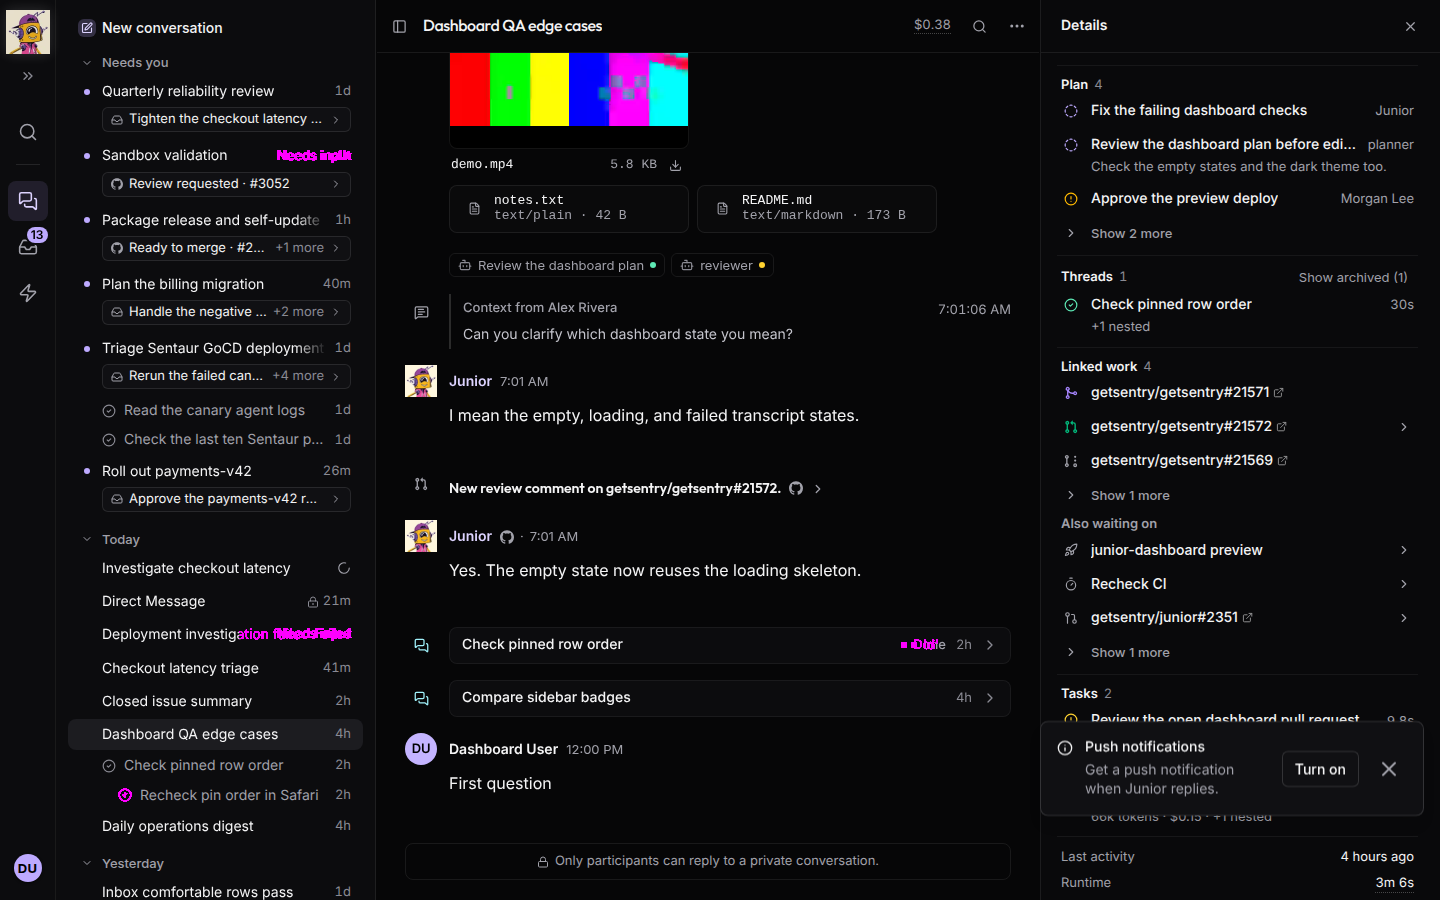 New conversation
Needs you
Quarterly reliability review 1d
Tighten the checkout latency ...
Sandbox validation
Review requested · #3052
Package release and self-update 1h
Ready to merge · #2... +1 more
Plan the billing migration 40m
Handle the negative ... +2 more
Triage Sentaur GoCD deployment 1d
Rerun the failed can... +4 more
Read the canary agent logs 1d
Check the last ten Sentaur p... 1d
Roll out payments-v42 26m
Approve the payments-v42 r...
Today
Investigate checkout latency
Direct Message 21m
Deployment investigation
Checkout latency triage 41m
Closed issue summary 2h
Dashboard QA edge cases 4h
Check pinned row order 2h
Recheck pin order in Safari 2h
Daily operations digest 4h
Yesterday
Inbox comfortable rows pass 1d
13
DU
Dashboard QA edge cases $0.38
demo.mp4 5.8 KB
notes.txt
text/plain · 42 B
README.md
text/markdown · 173 B
Review the dashboard plan
reviewer
Context from Alex Rivera 7:01:06 AM
Can you clarify which dashboard state you mean?
Junior 7:01 AM
I mean the empty, loading, and failed transcript states.
New review comment on getsentry/getsentry#21572.
Junior · 7:01 AM
Yes. The empty state now reuses the loading skeleton.
Check pinned row order 2h
Compare sidebar badges 4h
DU Dashboard User 12:00 PM
First question
Only participants can reply to a private conversation.
Details
Plan 4
Fix the failing dashboard checks Junior
Review the dashboard plan before edi... planner
Check the empty states and the dark theme too.
Approve the preview deploy Morgan Lee
Show 2 more
Threads 1 Show archived (1)
Check pinned row order 30s
+1 nested
Linked work 4
getsentry/getsentry#21571
getsentry/getsentry#21572
getsentry/getsentry#21569
Show 1 more
Also waiting on
junior-dashboard preview
Recheck CI
getsentry/junior#2351
Show 1 more
Tasks 2
Review the open dashboard pull request 9.8s
Push notifications
Get a push notification
when Junior replies.
Turn on
66k tokens · $0.15 · +1 nested
Last activity 4 hours ago
Runtime 3m 6s